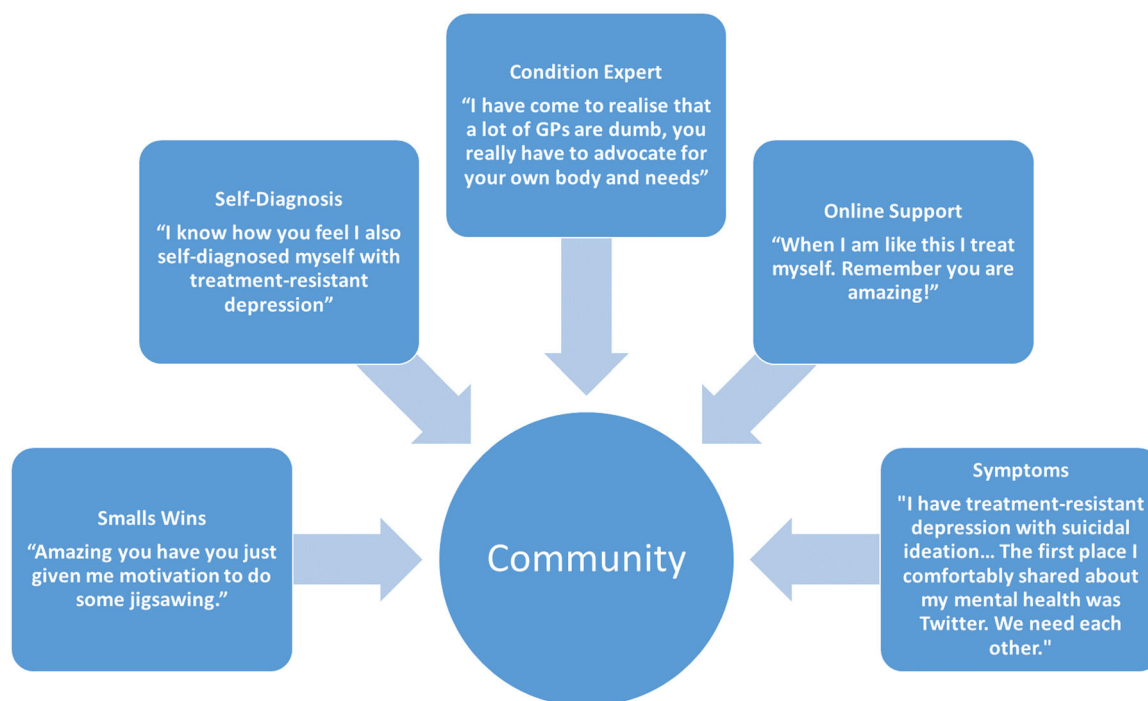 Condition Expert
“I have come to realise that
a lot of GPs are dumb, you
really have to advocate for
your own body and needs”
Self-Diagnosis
“I know how you feel I also
self-diagnosed myself with
treatment-resistant
depression”
Online Support
“When I am like this I treat
myself. Remember you are
amazing!”
Smalls Wins
“Amazing you have you just
given me motivation to do
some jigsawing.”
Community
Symptoms
"I have treatment-resistant
depression with suicidal
ideation... The first place I
comfortably shared about
my mental health was
Twitter. We need each
other."